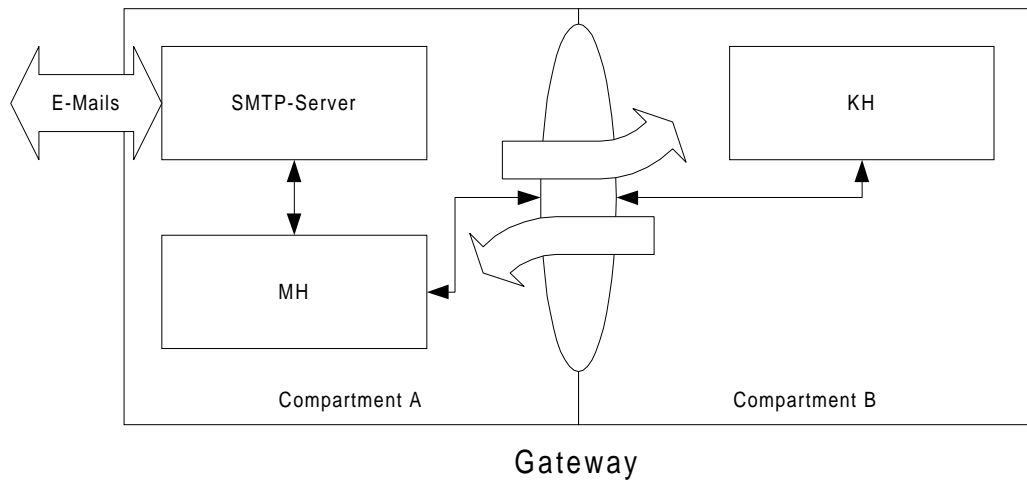 E-Mails
SMTP-Server
KH
MH
Compartment A
Compartment B
Gateway